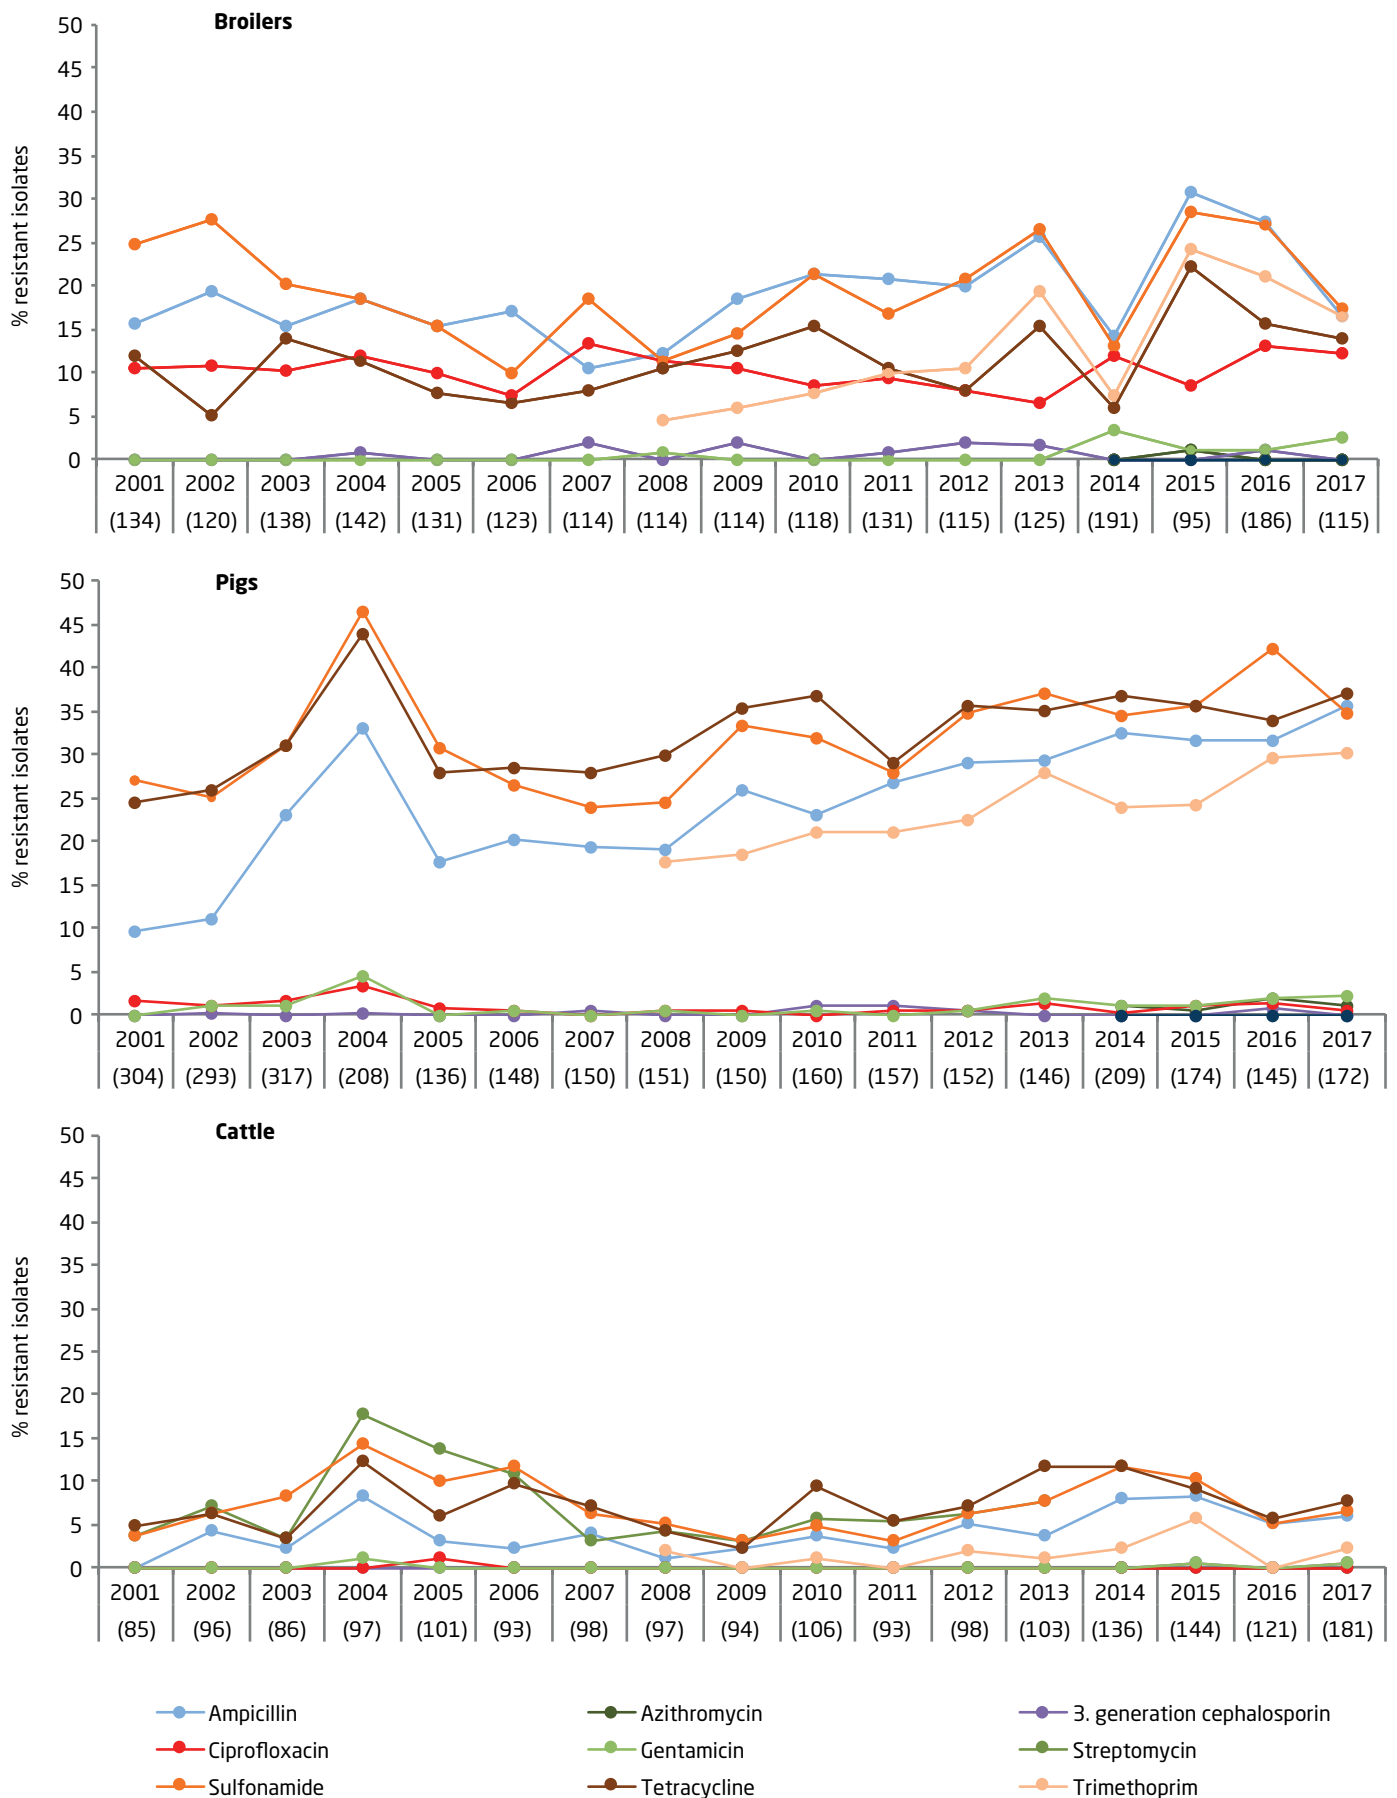 Broilers
50
45
40
35
30
25
20
15
10
5
0
% resistant isolates
2001 2002 2003 2004 2005 2006 2007 2008 2009 2010 2011 2012 2013 2014 2015 2016 2017
(134) (120) (138) (142) (131) (123) (114) (114) (114) (118) (131) (115) (125) (191) (95) (186) (115)
Pigs
50
45
40
35
30
25
20
15
10
5
0
% resistant isolates
2001 2002 2003 2004 2005 2006 2007 2008 2009 2010 2011 2012 2013 2014 2015 2016 2017
(304) (293) (317) (208) (136) (148) (150) (151) (150) (160) (157) (152) (146) (209) (174) (145) (172)
Cattle
50
45
40
35
30
25
20
15
10
5
0
% resistant isolates
2001 2002 2003 2004 2005 2006 2007 2008 2009 2010 2011 2012 2013 2014 2015 2016 2017
(85) (96) (86) (97) (101) (93) (98) (97) (94) (106) (93) (98) (103) (136) (144) (121) (181)
Ampicillin Azithromycin 3. generation cephalosporin
Ciprofloxacin Gentamicin Streptomycin
Sulfonamide Tetracycline Trimethoprim